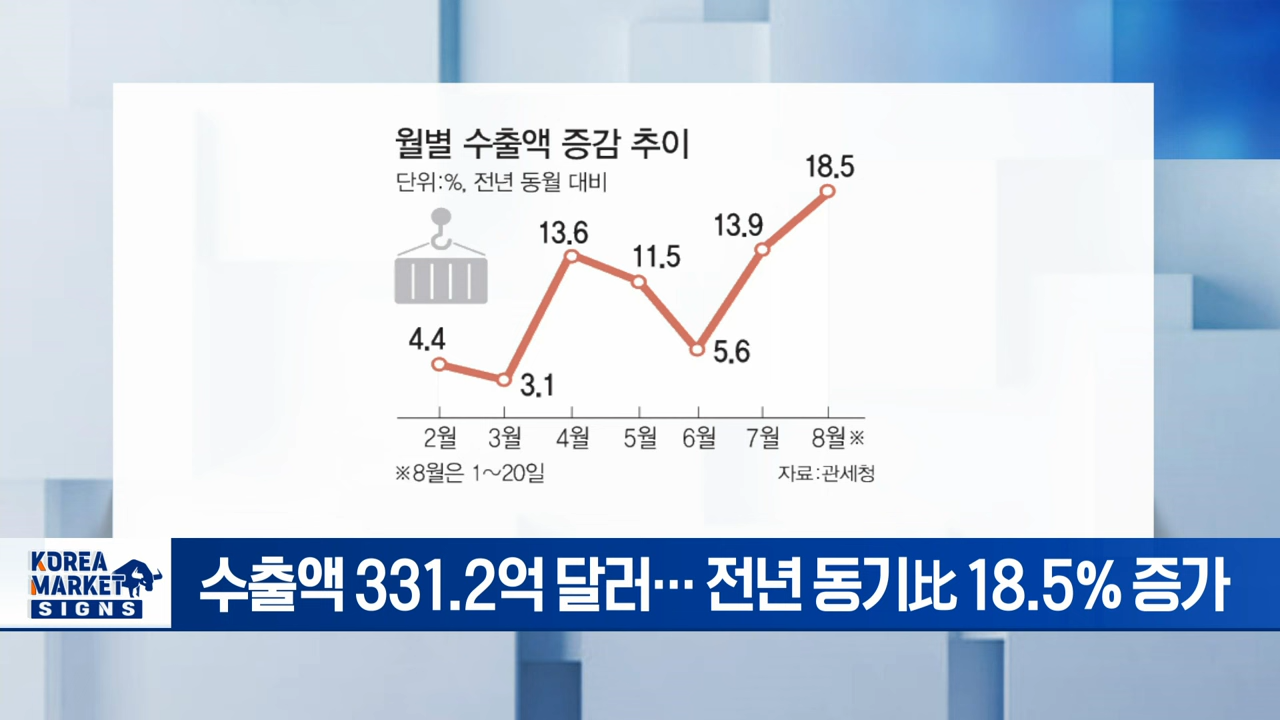 월별 수출액 증감 추이
단위:%, 전년 동월 대비
18.5
13.9
13.6
11.5
4.4
5.6
3.1
2월 3월 4월 5월 6월 7월 8월※
※8월은 1~20일
자료:관세청
KOREA
MARKET
SIGNS
수출액 331.2억 달러… 전년 동기比 18.5% 증가